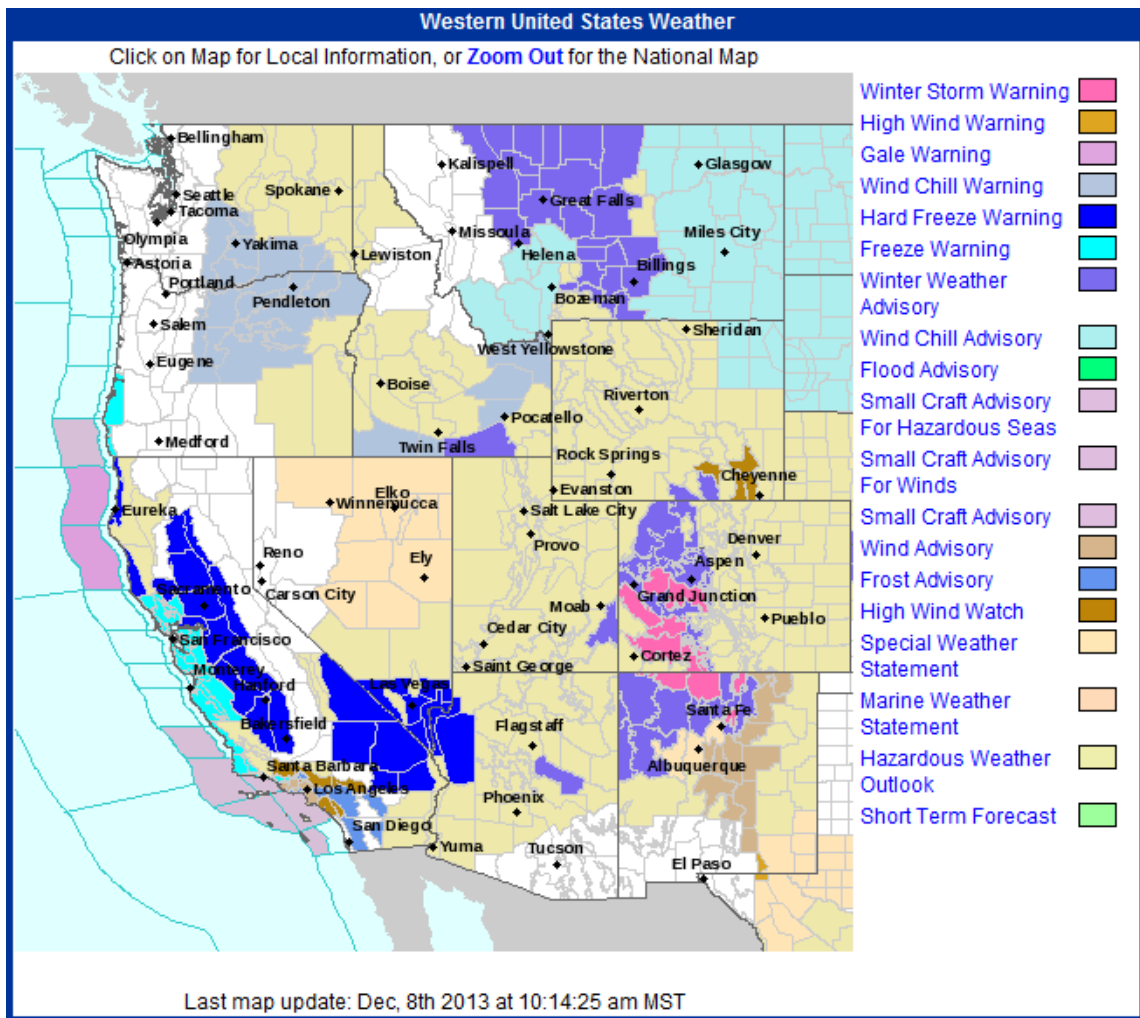 Western United States Weather
Click on Map for Local Information, or Zoom Out for the National Map
Winter Storm Warning
High Wind Warning
Gale Warning
Wind Chill Warning
Hard Freeze Warning
Freeze Warning
Winter Weather
Advisory
Wind Chill Advisory
Flood Advisory
Small Craft Advisory
For Hazardous Seas
Small Craft Advisory
For Winds
Small Craft Advisory
Wind Advisory
Frost Advisory
High Wind Watch
Special Weather
Statement
Marine Weather
Statement
Hazardous Weather
Outlook
Short Term Forecast
Bellingham
Kalispell
Glasgow
Spokane
Seattle
Great Falls
Tacoma
Olympia
Yakima
Missoula
Miles City
Helena
Lewiston
Astoria
Billings
Portland
Pendleton
Bozeman
Salem
Sheridan
West Yellowstone
Eugene
Boise
Riverton
Pocatello
Medford
Twin Falls
Rock Springs
Cheyenne
Evanston
Elko
Winnemucca
Eureka
Salt Lake City
Provo
Denver
Reno
Ely
Aspen
Carson City
Sacramento
Grand Junction
Moab
Pueblo
San Francisco
Cedar City
Cortez
Monterey
Saint George
Hanford
Las Vegas
Bakersfield
Flagstaff
Santa Fe
Santa Barbara
Albuquerque
Los Angeles
Phoenix
San Diego
Yuma
Tucson
El Paso
Last map update: Dec, 8th 2013 at 10:14:25 am MST